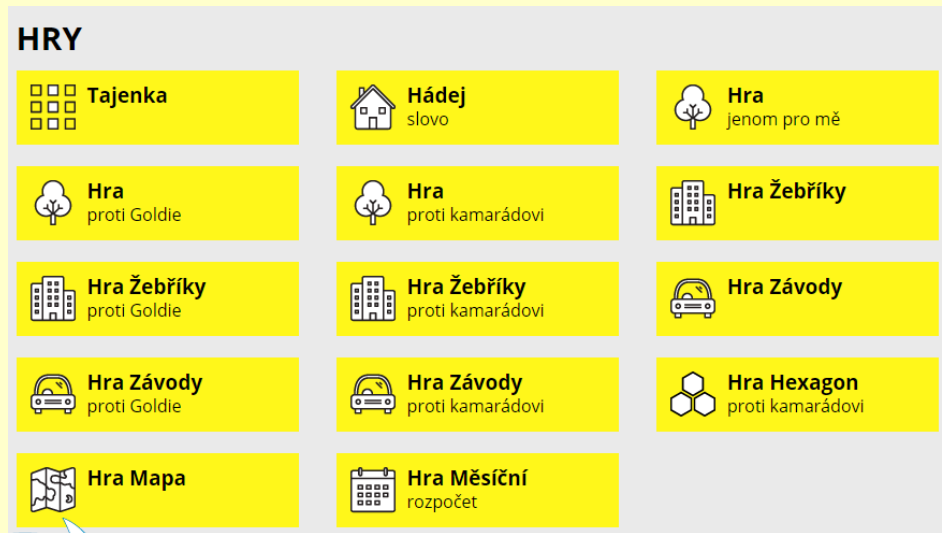 HRY
Tajenka
Hádej
slovo
Hra
jenom pro mě
Hra
proti Goldie
Hra
proti kamarádovi
Hra Žebříky
Hra Žebříky
proti Goldie
Hra Žebříky
proti kamarádovi
Hra Závody
Hra Závody
proti Goldie
Hra Závody
proti kamarádovi
Hra Hexagon
proti kamarádovi
Hra Mapa
Hra Měsíční
rozpočet